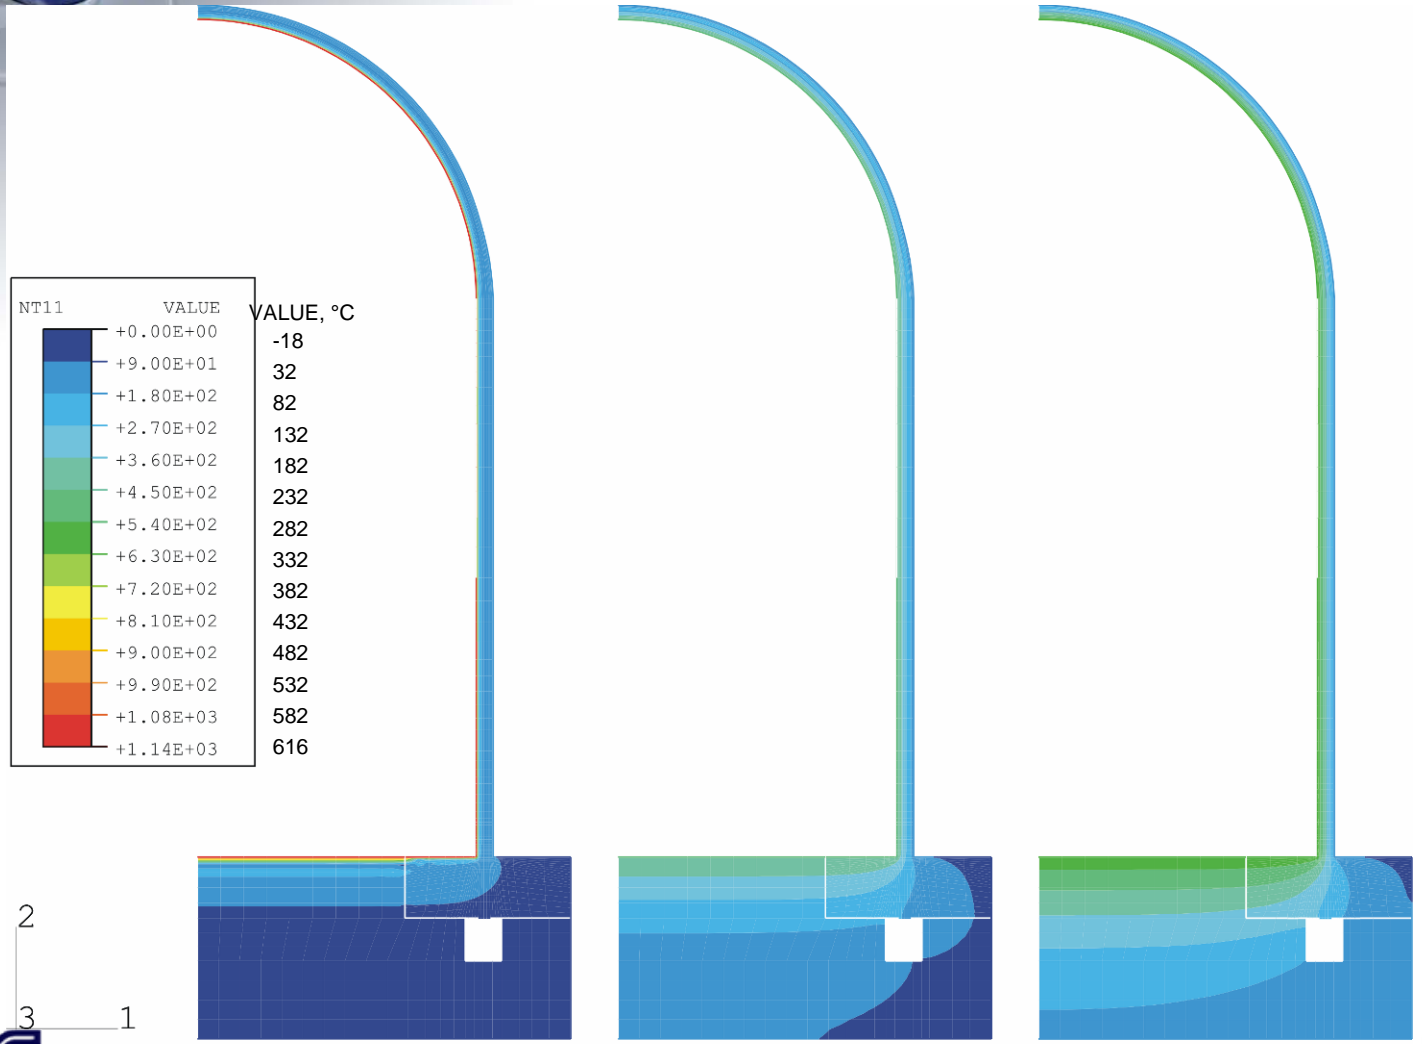 NT11 VALUE VALUE, °C
+0.00E+00 -18
+9.00E+01 32
+1.80E+02 82
+2.70E+02 132
+3.60E+02 182
+4.50E+02 232
+5.40E+02 282
+6.30E+02 332
+7.20E+02 382
+8.10E+02 432
+9.00E+02 482
+9.90E+02 532
+1.08E+03 582
+1.14E+03 616
2
3 1